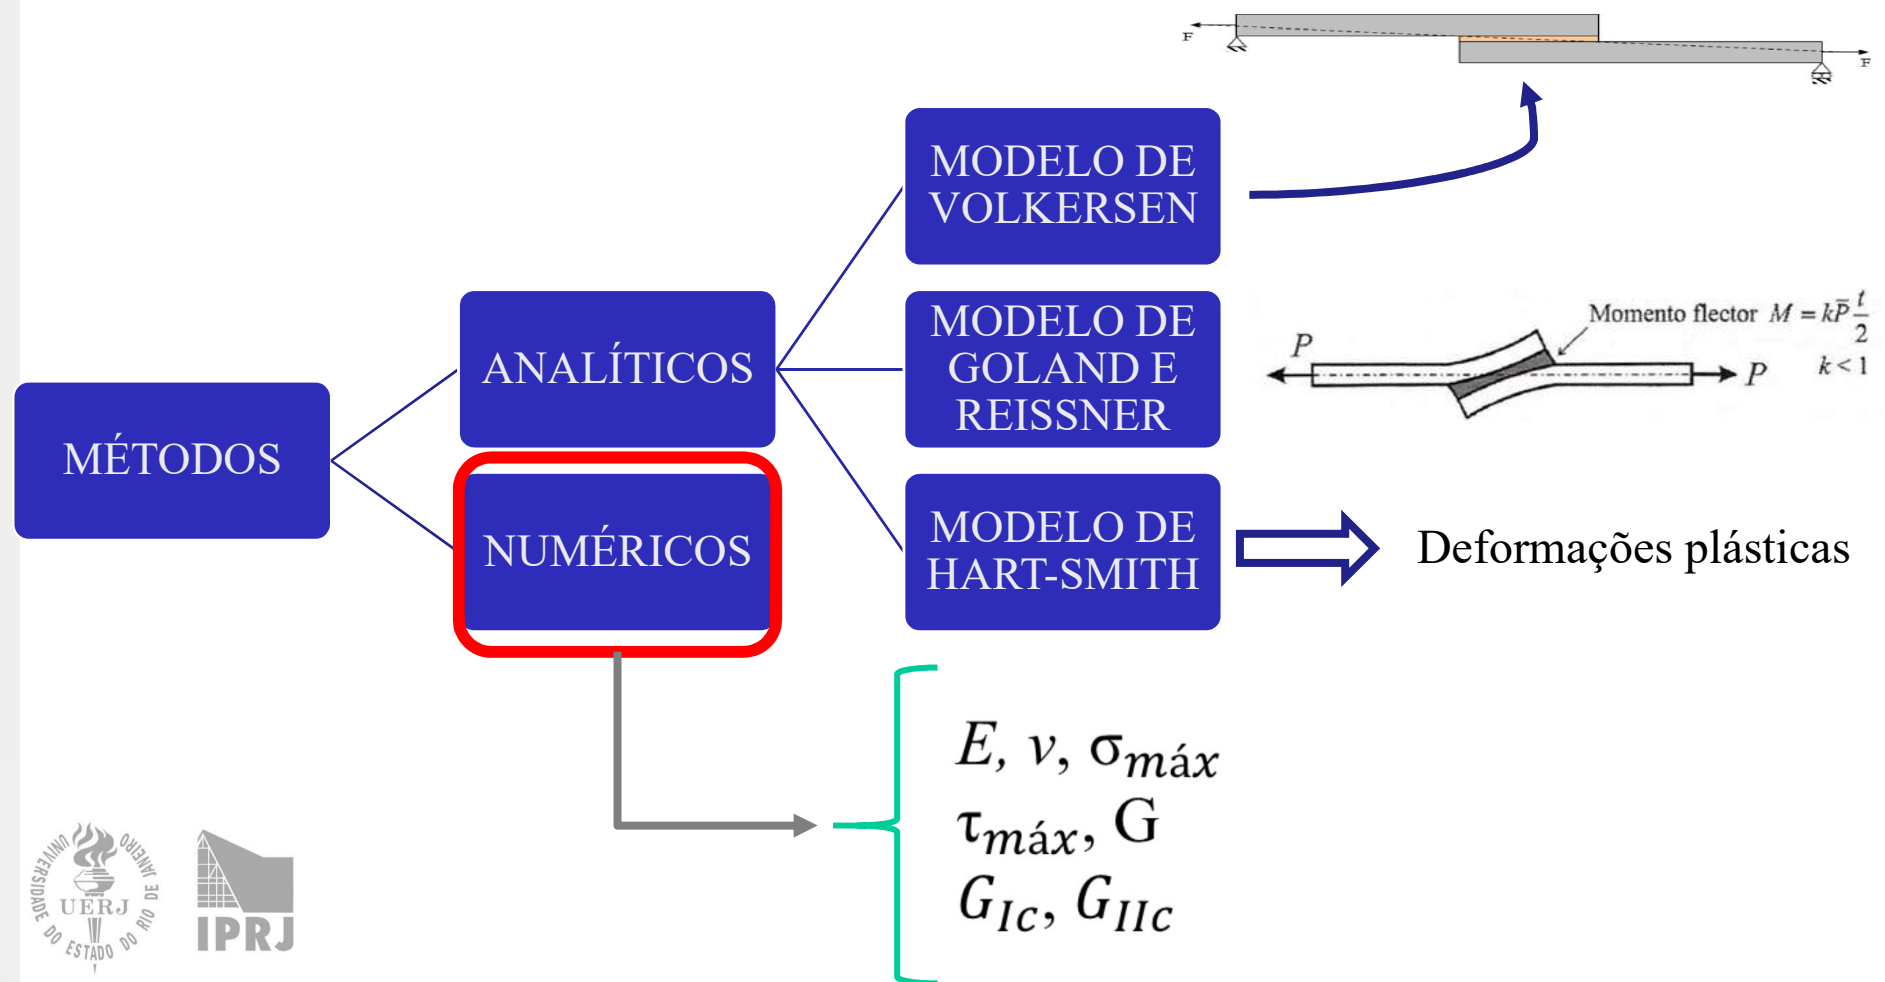 F
F
MODELO DE
VOLKERSEN
MODELO DE
GOLAND E
REISSNER
ANALÍTICOS
MÉTODOS
NUMÉRICOS
MODELO DE
HART-SMITH
Momento flector M = kP̄ t/2
k < 1
P
P
Deformações plásticas
E, ν, σmáx
τmáx, G
GIc, GIIc
UNIVERSIDADE DO ESTADO DO RIO DE JANEIRO
UERJ
IPRJ